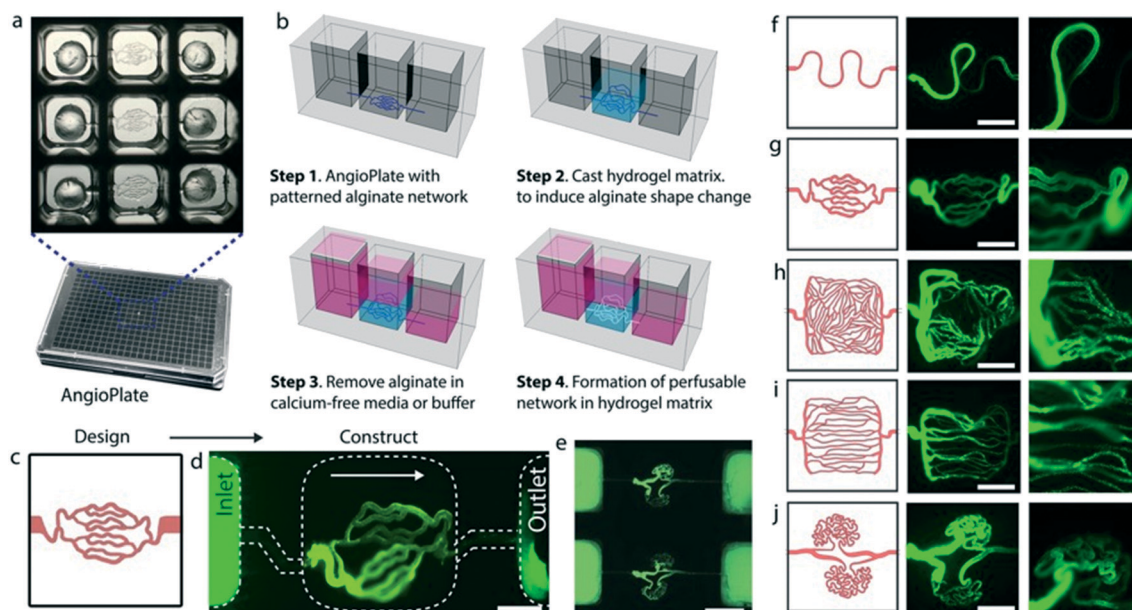 a
b
Step 1. AngioPlate with
patterned alginate network
Step 2. Cast hydrogel matrix.
to induce alginate shape change
Step 3. Remove alginate in
calcium-free media or buffer
Step 4. Formation of perfusable
network in hydrogel matrix
AngioPlate
Design
Construct
c
d
Inlet
Outlet
e
f
g
h
i
j